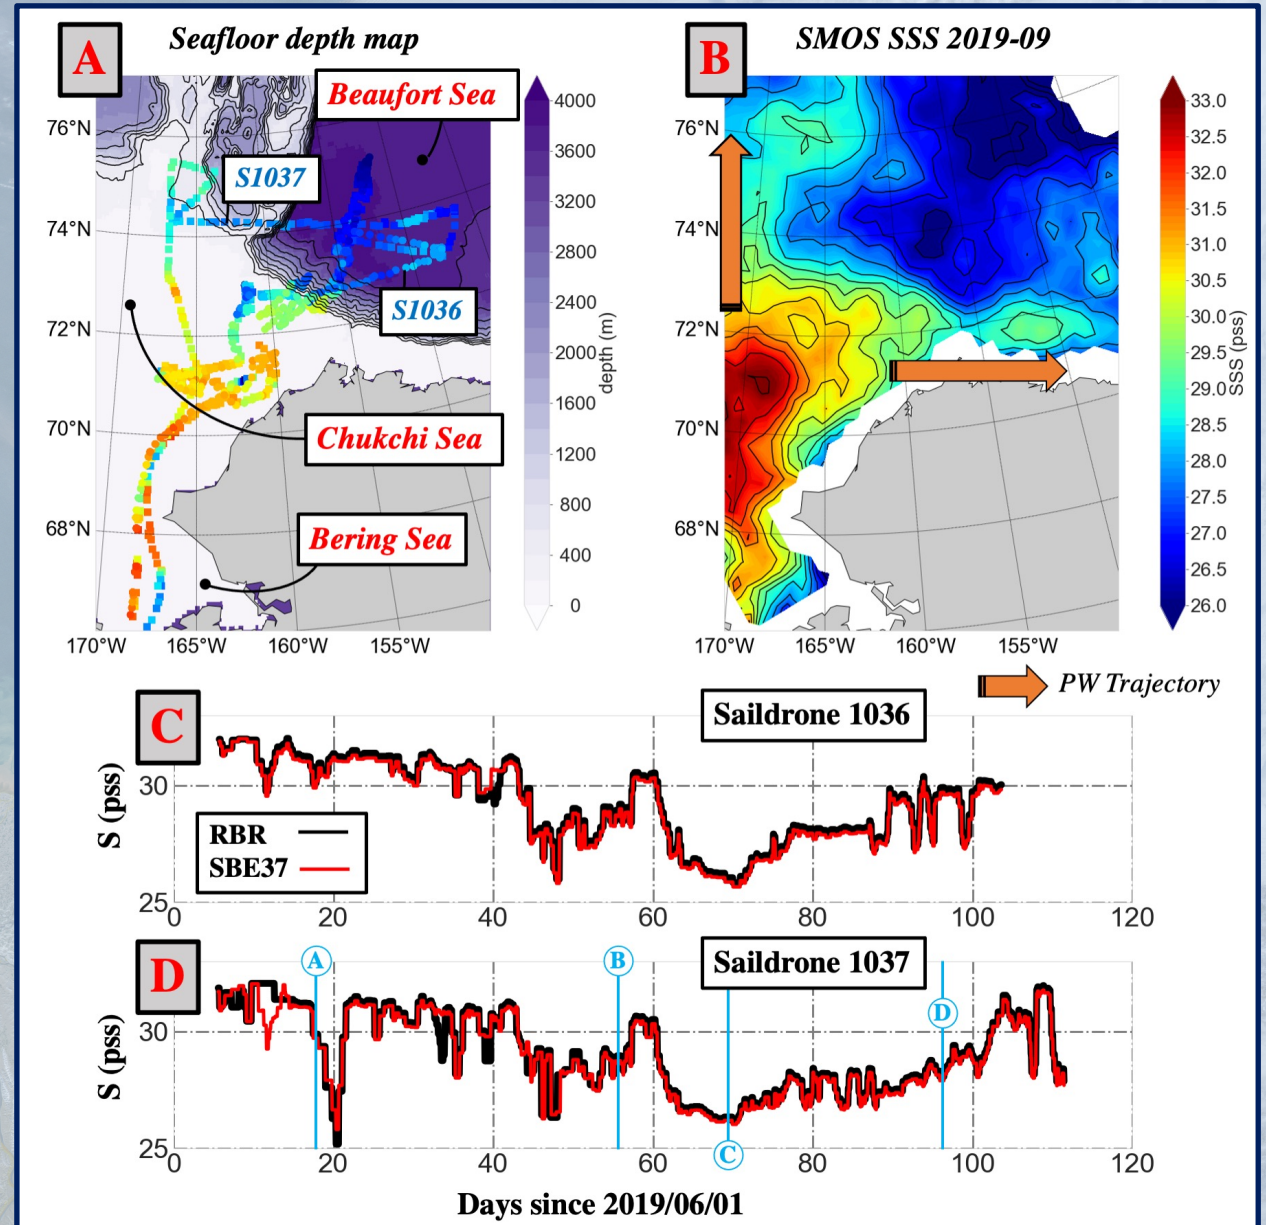 A
Seafloor depth map
Beaufort Sea
S1037
S1036
Chukchi Sea
Bering Sea
76°N
74°N
72°N
70°N
68°N
170°W
165°W
160°W
155°W
4000
3600
3200
2800
2400
2000
1600
1200
800
400
0
depth (m)
B
SMOS SSS 2019-09
76°N
74°N
72°N
70°N
68°N
170°W
165°W
160°W
155°W
33.0
32.5
32.0
31.5
31.0
30.5
30.0
29.5
29.0
28.5
28.0
27.5
27.0
26.5
26.0
SSS (pss)
PW Trajectory
C
Saildrone 1036
S (pss)
30
25
RBR
SBE37
0
20
40
60
80
100
120
D
Saildrone 1037
A
B
C
D
S (pss)
30
25
0
20
40
60
80
100
120
Days since 2019/06/01